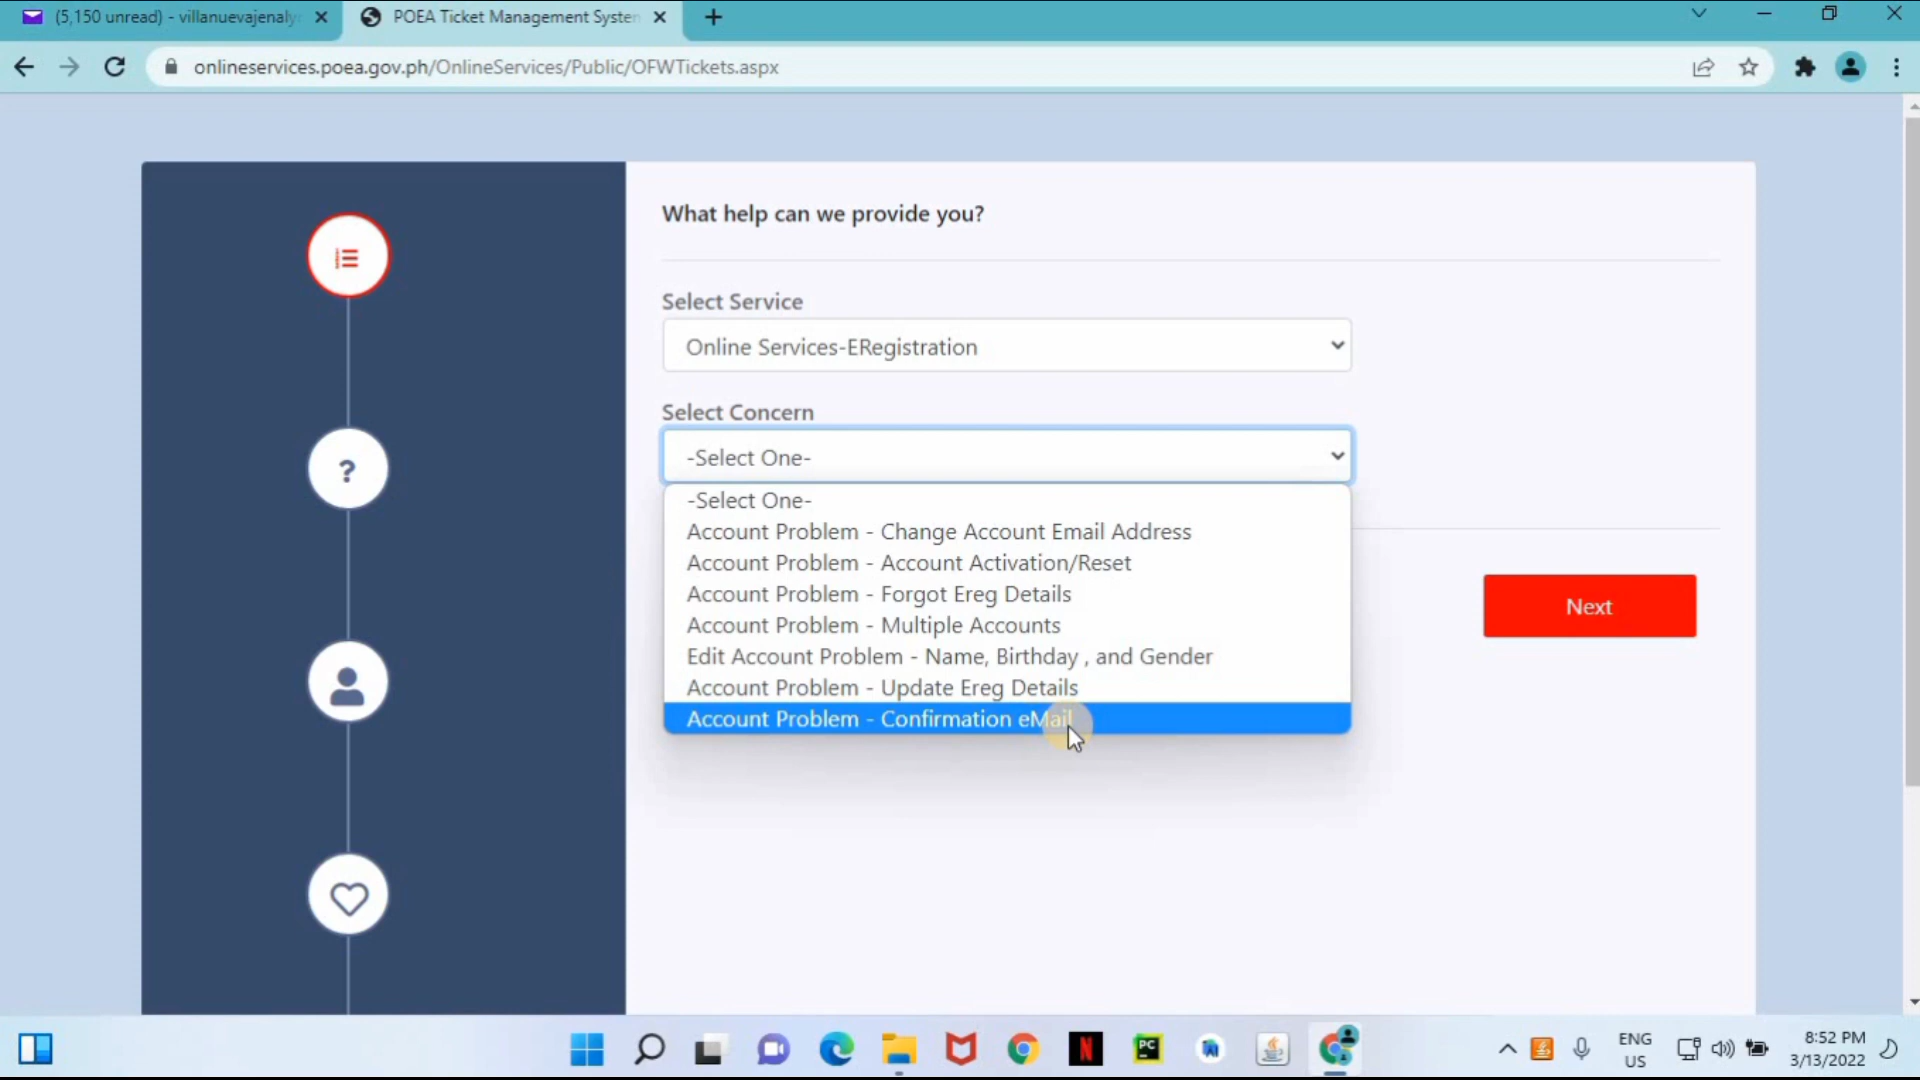 (5,150 unread) - villanuevajenaly
POEA Ticket Management System
onlineservices.poea.gov.ph/OnlineServices/Public/OFWTickets.aspx
What help can we provide you?
Select Service
Online Services-ERegistration
Select Concern
-Select One-
-Select One-
Account Problem - Change Account Email Address
Account Problem - Account Activation/Reset
Account Problem - Forgot Ereg Details
Account Problem - Multiple Accounts
Edit Account Problem - Name, Birthday , and Gender
Account Problem - Update Ereg Details
Account Problem - Confirmation eMail
Next
?
N
PC
ENG
US
8:52 PM
3/13/2022